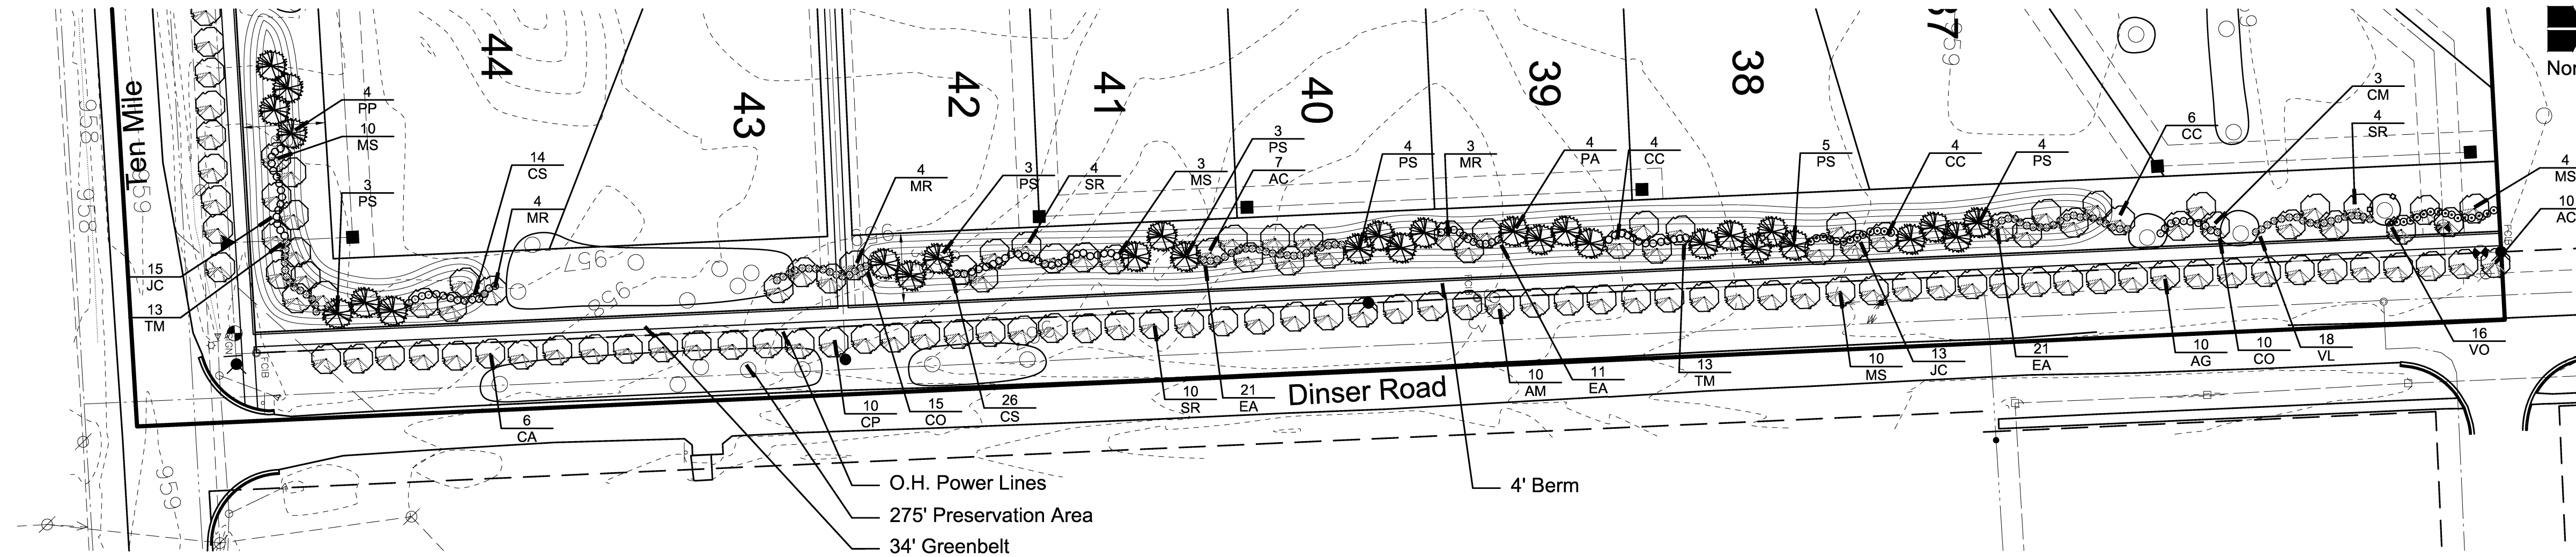 Ten Mile
958
958
959
959
44
43
42
41
40
39
38
37
959
957
958
Nor
4
PP
10
MS
3
PS
14
CS
4
MR
15
JC
13
TM
4
MR
3
PS
4
SR
3
MS
3
PS
7
AC
4
PS
3
MR
4
PA
4
CC
5
PS
4
CC
4
PS
6
CC
3
CM
4
SR
4
MS
10
AC
6
CA
10
CP
15
CO
26
CS
10
SR
21
EA
10
AM
11
EA
13
TM
10
MS
13
JC
21
EA
10
AG
10
CO
18
VL
16
VO
Dinser Road
O.H. Power Lines
275' Preservation Area
34' Greenbelt
4' Berm